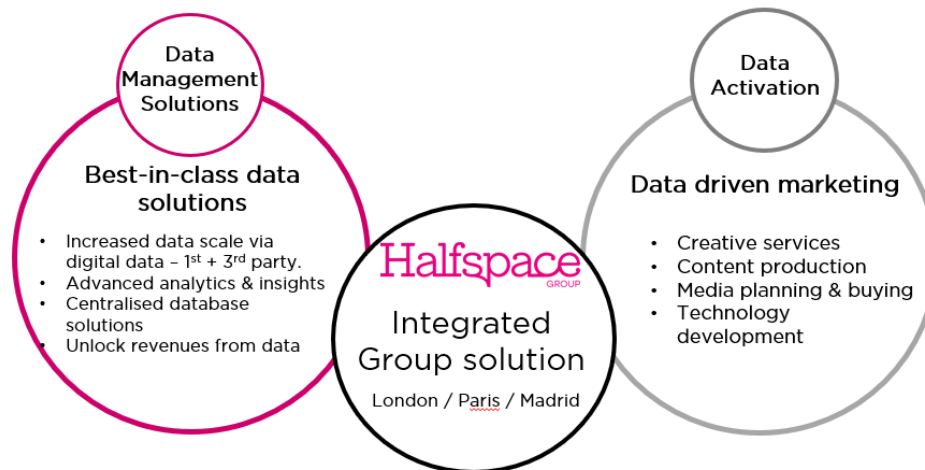 Data
Management
Solutions
Best-in-class data
solutions
• Increased data scale via
digital data – 1st + 3rd party.
• Advanced analytics & insights
• Centralised database
solutions
• Unlock revenues from data
Halfspace
GROUP
Integrated
Group solution
London / Paris / Madrid
Data
Activation
Data driven marketing
• Creative services
• Content production
• Media planning & buying
• Technology
development